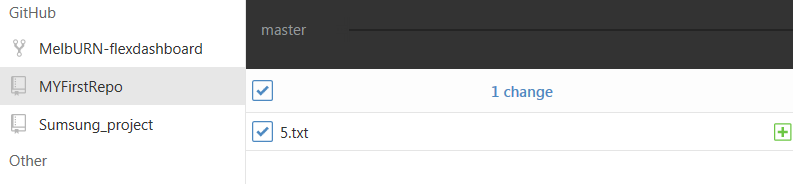 GitHub
MelbURN-flexdashboard
MYFirstRepo
Sumsung_project
Other
master
1 change
5.txt